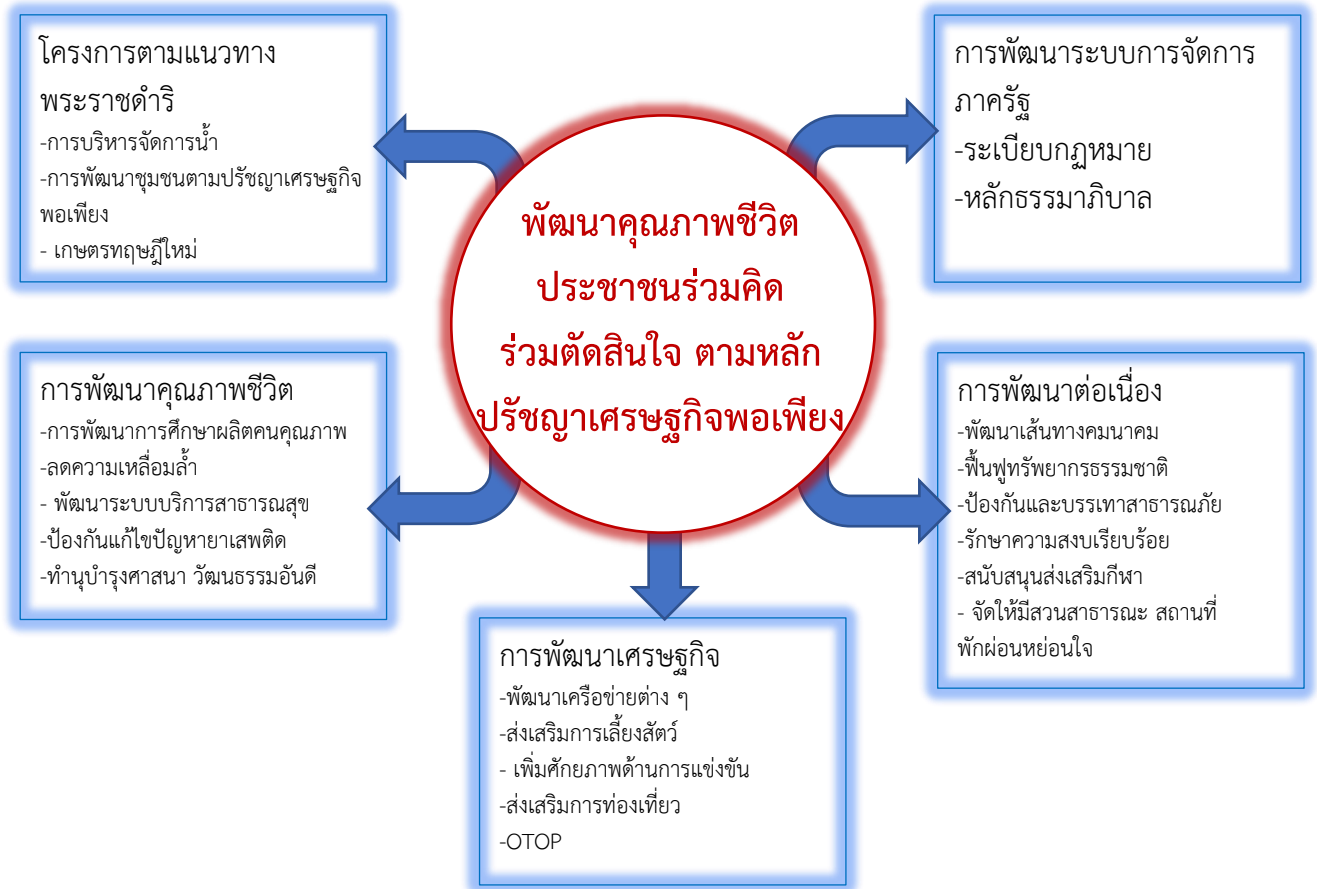 โครงการตามแนวทาง
พระราชดำริ
-การบริหารจัดการน้ำ
-การพัฒนาชุมชนตามปรัชญาเศรษฐกิจ
พอเพียง
- เกษตรทฤษฎีใหม่
การพัฒนาระบบการจัดการ
ภาครัฐ
-ระเบียบกฎหมาย
-หลักธรรมาภิบาล
พัฒนาคุณภาพชีวิต
ประชาชนร่วมคิด
ร่วมตัดสินใจ ตามหลัก
ปรัชญาเศรษฐกิจพอเพียง
การพัฒนาคุณภาพชีวิต
-การพัฒนาการศึกษาผลิตคนคุณภาพ
-ลดความเหลื่อมล้ำ
- พัฒนาระบบบริการสาธารณสุข
-ป้องกันแก้ไขปัญหายาเสพติด
-ทำนุบำรุงศาสนา วัฒนธรรมอันดี
การพัฒนาต่อเนื่อง
-พัฒนาเส้นทางคมนาคม
-ฟื้นฟูทรัพยากรธรรมชาติ
-ป้องกันและบรรเทาสาธารณภัย
-รักษาความสงบเรียบร้อย
-สนับสนุนส่งเสริมกีฬา
- จัดให้มีสวนสาธารณะ สถานที่
พักผ่อนหย่อนใจ
การพัฒนาเศรษฐกิจ
-พัฒนาเครือข่ายต่าง ๆ
-ส่งเสริมการเลี้ยงสัตว์
- เพิ่มศักยภาพด้านการแข่งขัน
-ส่งเสริมการท่องเที่ยว
-OTOP